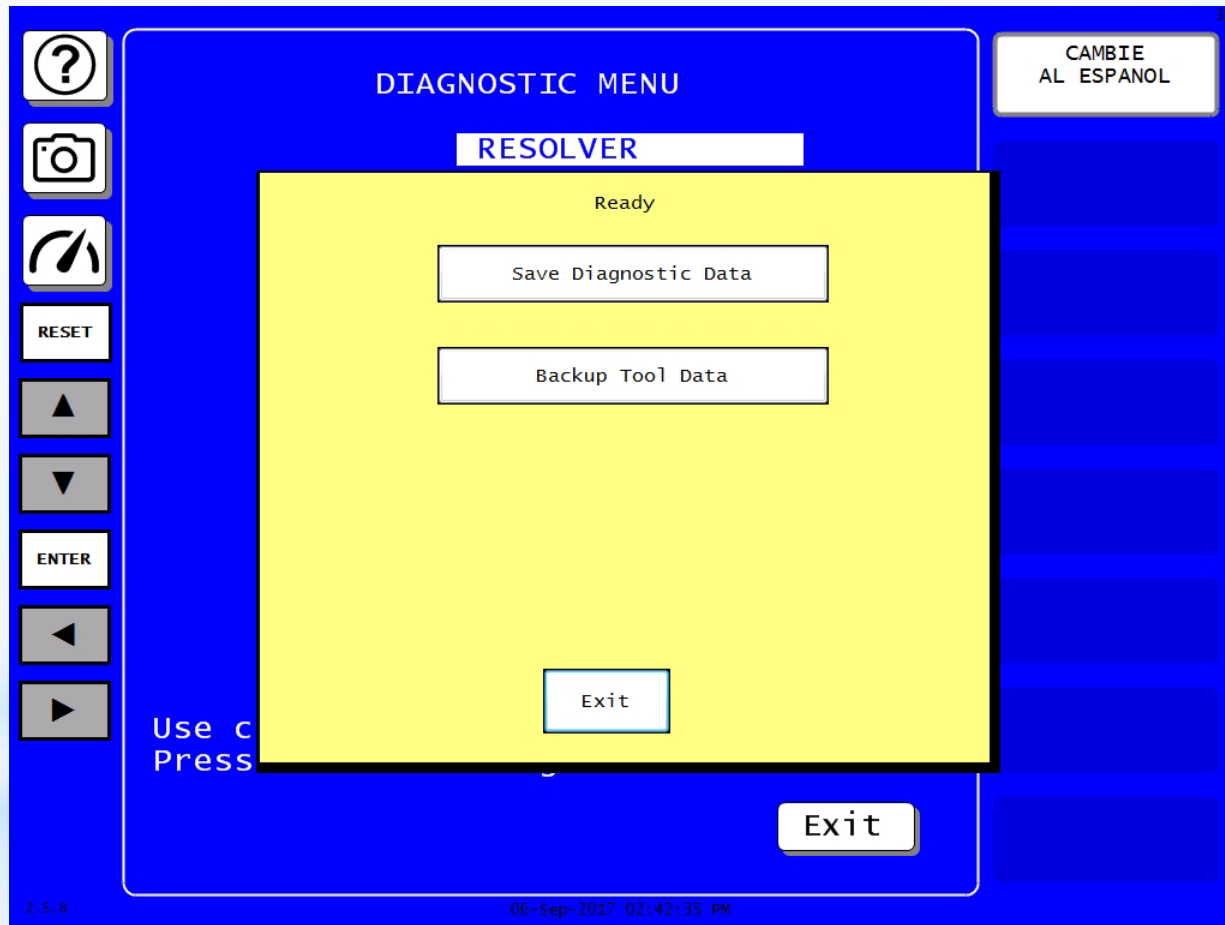 ?
CAMBIE
AL ESPANOL
DIAGNOSTIC MENU
RESOLVER
Ready
Save Diagnostic Data
Backup Tool Data
RESET
ENTER
Exit
Use c
Press
Exit
2.5.8
06-Sep-2017 02:42:35 PM